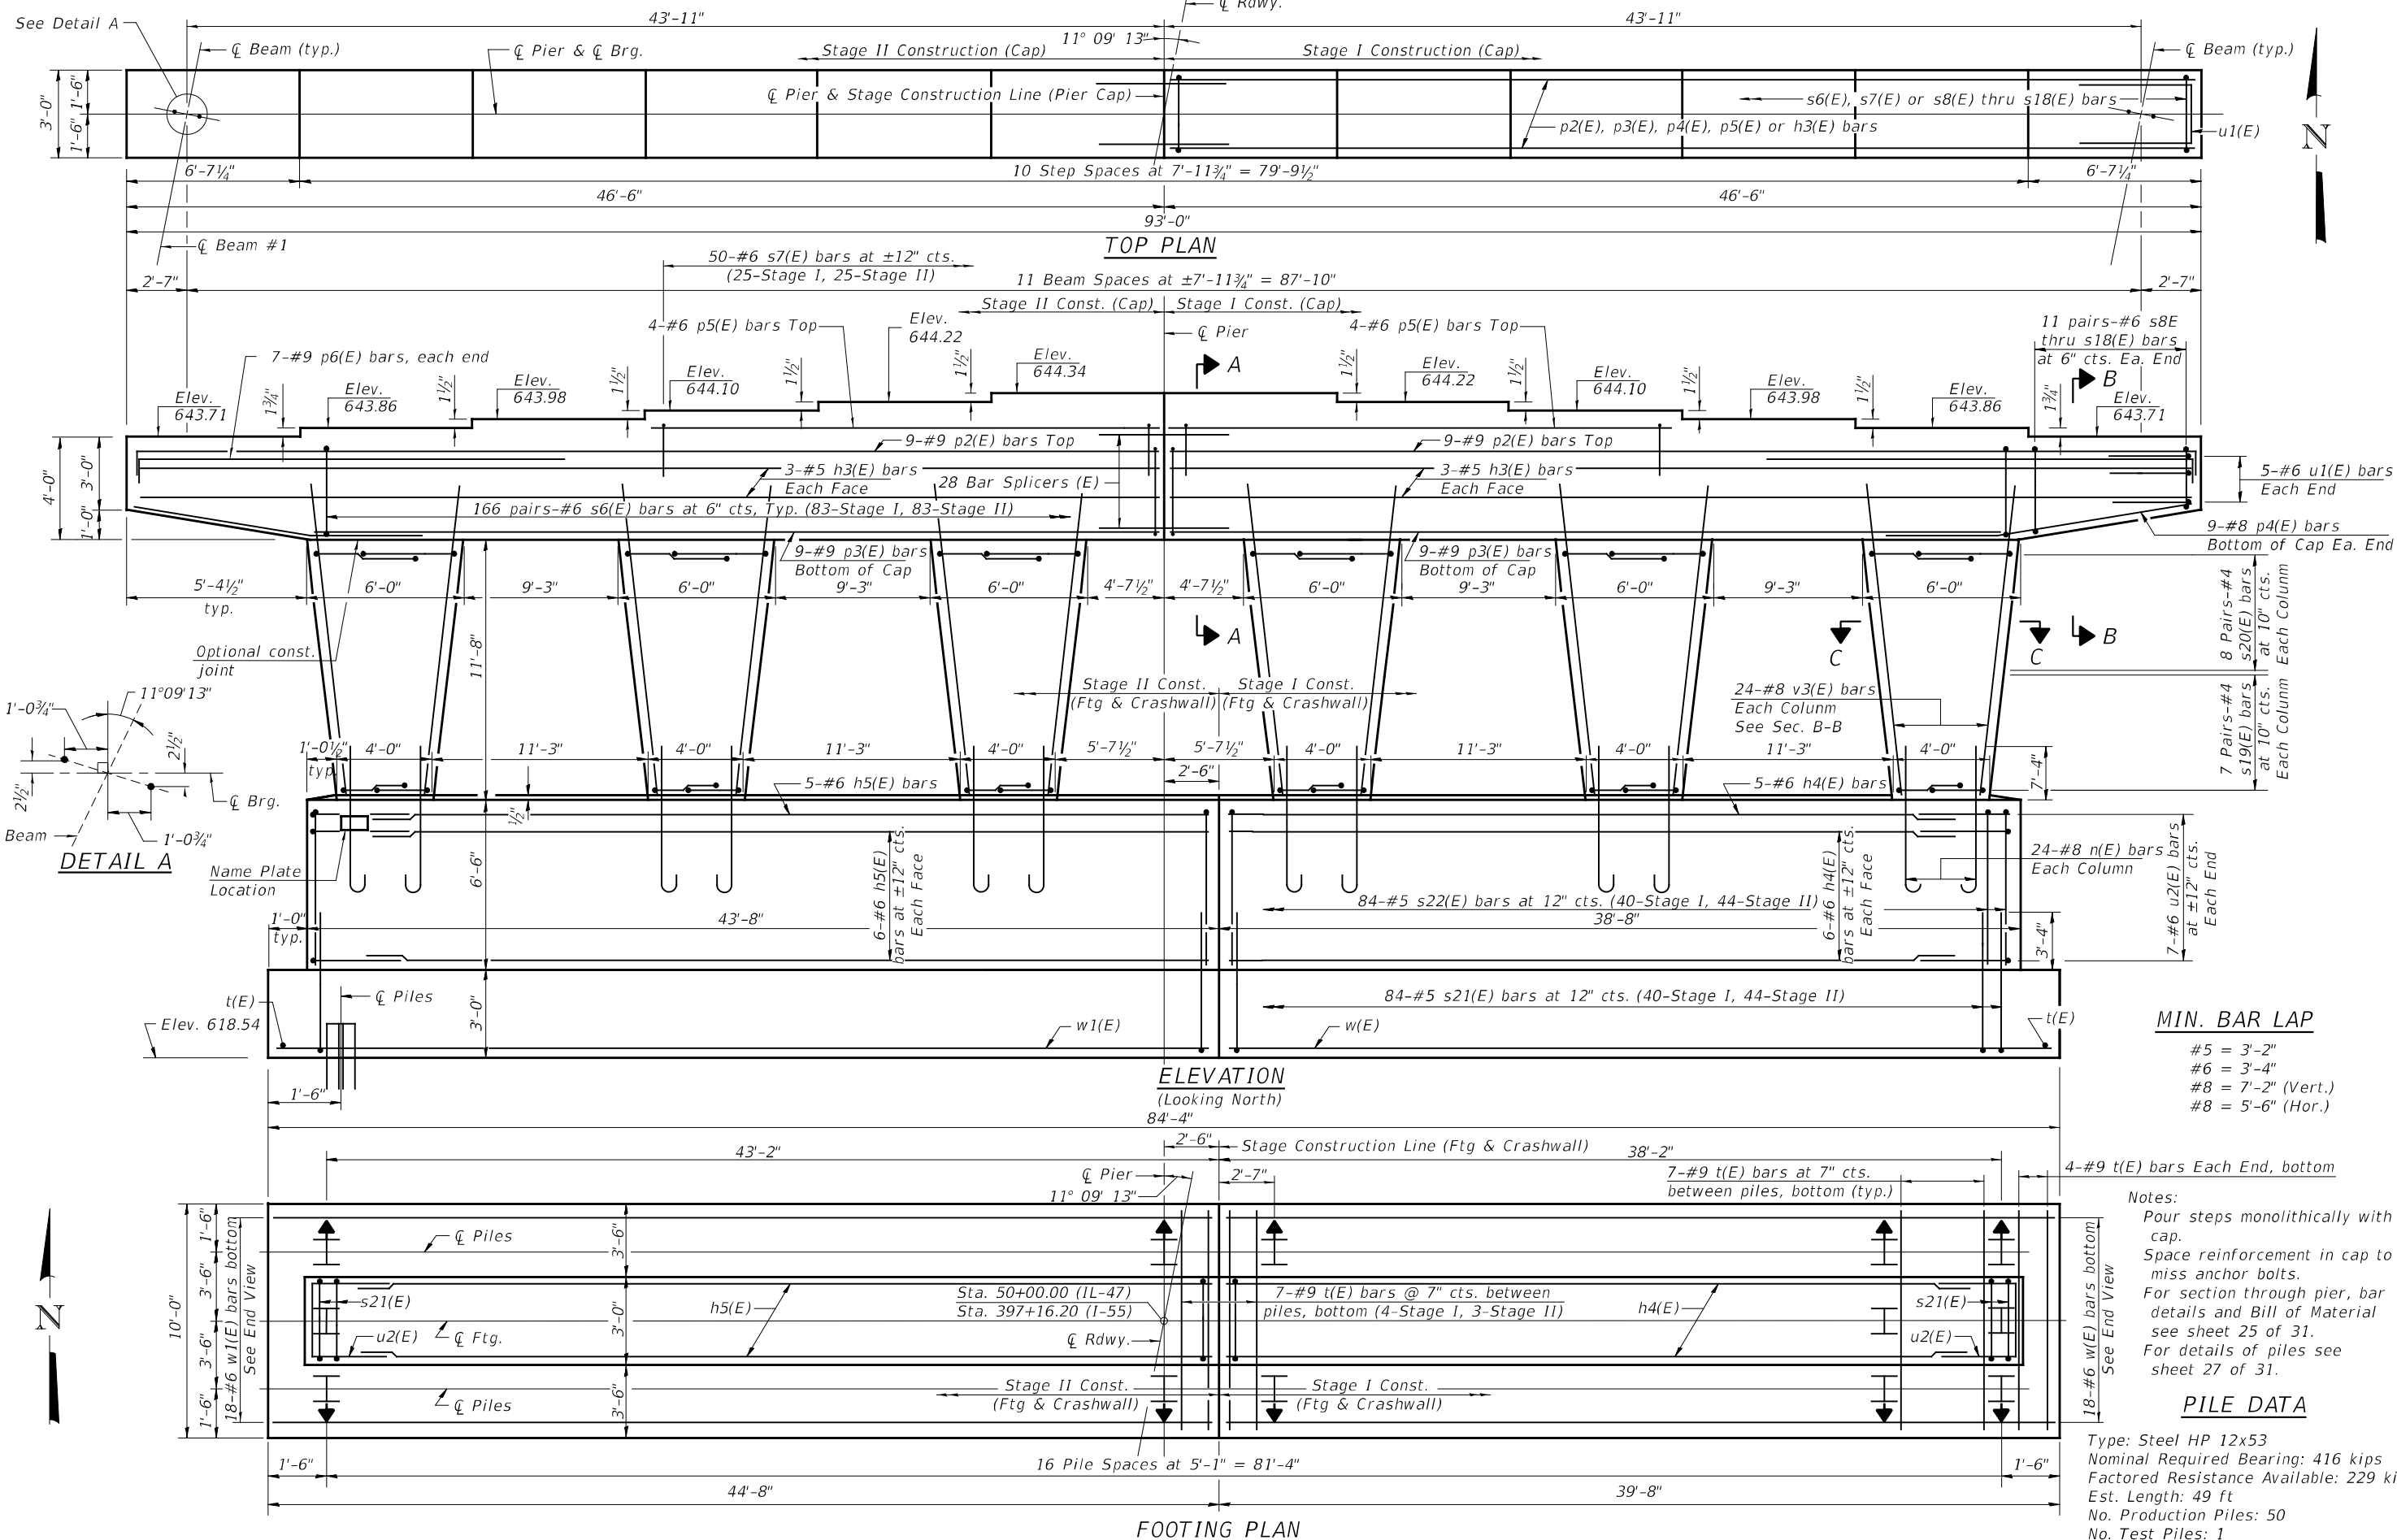 See Detail A
43'-11"
℄ Rdwy.
43'-11"
11° 09' 13"
℄ Beam (typ.)
℄ Pier & ℄ Brg.
Stage II Construction (Cap)
Stage I Construction (Cap)
℄ Beam (typ.)
3'-0"
1'-6"
1'-6"
℄ Pier & Stage Construction Line (Pier Cap)
s6(E), s7(E) or s8(E) thru s18(E) bars
p2(E), p3(E), p4(E), p5(E) or h3(E) bars
u1(E)
N
6'-7¼"
10 Step Spaces at 7'-11¾" = 79'-9½"
6'-7¼"
46'-6"
46'-6"
93'-0"
℄ Beam #1
TOP PLAN
50-#6 s7(E) bars at ±12" cts.
(25-Stage I, 25-Stage II)
2'-7"
11 Beam Spaces at ±7'-11¾" = 87'-10"
2'-7"
Stage II Const. (Cap)
Stage I Const. (Cap)
4-#6 p5(E) bars Top
Elev.
644.22
℄ Pier
4-#6 p5(E) bars Top
11 pairs-#6 s8E
thru s18(E) bars
at 6" cts. Ea. End
7-#9 p6(E) bars, each end
Elev.
643.71
1¾"
Elev.
643.86
1½"
Elev.
643.98
1½"
Elev.
644.10
1½"
1½"
Elev.
644.34
A
1½"
Elev.
644.22
1½"
Elev.
644.10
1½"
Elev.
643.98
1½"
Elev.
643.86
1¾"
B
Elev.
643.71
4'-0"
3'-0"
1'-0"
9-#9 p2(E) bars Top
9-#9 p2(E) bars Top
3-#5 h3(E) bars
Each Face
28 Bar Splicers (E)
3-#5 h3(E) bars
Each Face
5-#6 u1(E) bars
Each End
166 pairs-#6 s6(E) bars at 6" cts, Typ. (83-Stage I, 83-Stage II)
9-#8 p4(E) bars
Bottom of Cap Ea. End
9-#9 p3(E) bars
Bottom of Cap
9-#9 p3(E) bars
Bottom of Cap
5'-4½"
typ.
6'-0"
9'-3"
6'-0"
9'-3"
6'-0"
4'-7½"
4'-7½"
6'-0"
9'-3"
6'-0"
9'-3"
6'-0"
8 Pairs-#4
s20(E) bars
at 10" cts.
Each Colunm
A
C
C
B
Optional const.
joint
11'-8"
Stage II Const.
(Ftg & Crashwall)
Stage I Const.
(Ftg & Crashwall)
24-#8 v3(E) bars
Each Colunm
See Sec. B-B
7 Pairs-#4
s19(E) bars
at 10" cts.
Each Colunm
11°09'13"
1'-0¾"
2½"
2½"
℄ Brg.
Beam
1'-0¾"
DETAIL A
1'-0½"
typ.
4'-0"
11'-3"
4'-0"
11'-3"
4'-0"
5'-7½"
5'-7½"
4'-0"
11'-3"
4'-0"
11'-3"
4'-0"
2'-6"
7'-4"
5-#6 h5(E) bars
5-#6 h4(E) bars
½"
Name Plate
Location
6'-6"
6-#6 h5(E)
bars at ±12" cts.
Each Face
6-#6 h4(E)
bars at ±12" cts.
Each Face
24-#8 n(E) bars
Each Column
7-#6 u2(E) bars
at ±12" cts.
Each End
84-#5 s22(E) bars at 12" cts. (40-Stage I, 44-Stage II)
1'-0"
typ.
43'-8"
38'-8"
3'-4"
t(E)
℄ Piles
Elev. 618.54
3'-0"
w1(E)
84-#5 s21(E) bars at 12" cts. (40-Stage I, 44-Stage II)
w(E)
t(E)
MIN. BAR LAP
#5 = 3'-2"
#6 = 3'-4"
#8 = 7'-2" (Vert.)
#8 = 5'-6" (Hor.)
1'-6"
ELEVATION
(Looking North)
84'-4"
2'-6"
Stage Construction Line (Ftg & Crashwall)
43'-2"
38'-2"
℄ Pier
11° 09' 13"
2'-7"
7-#9 t(E) bars at 7" cts.
between piles, bottom (typ.)
4-#9 t(E) bars Each End, bottom
N
10'-0"
1'-6"
3'-6"
3'-6"
1'-6"
18-#6 w1(E) bars bottom
See End View
℄ Piles
3'-6"
3'-0"
3'-6"
s21(E)
h5(E)
u2(E)
℄ Ftg.
Sta. 50+00.00 (IL-47)
Sta. 397+16.20 (I-55)
℄ Rdwy.
7-#9 t(E) bars @ 7" cts. between
piles, bottom (4-Stage I, 3-Stage II)
h4(E)
s21(E)
u2(E)
18-#6 w(E) bars bottom
See End View
℄ Piles
Stage II Const.
(Ftg & Crashwall)
Stage I Const.
(Ftg & Crashwall)
Notes:
Pour steps monolithically with
cap.
Space reinforcement in cap to
miss anchor bolts.
For section through pier, bar
details and Bill of Material
see sheet 25 of 31.
For details of piles see
sheet 27 of 31.
PILE DATA
Type: Steel HP 12x53
Nominal Required Bearing: 416 kips
Factored Resistance Available: 229 ki
Est. Length: 49 ft
No. Production Piles: 50
No. Test Piles: 1
1'-6"
16 Pile Spaces at 5'-1" = 81'-4"
1'-6"
44'-8"
39'-8"
FOOTING PLAN